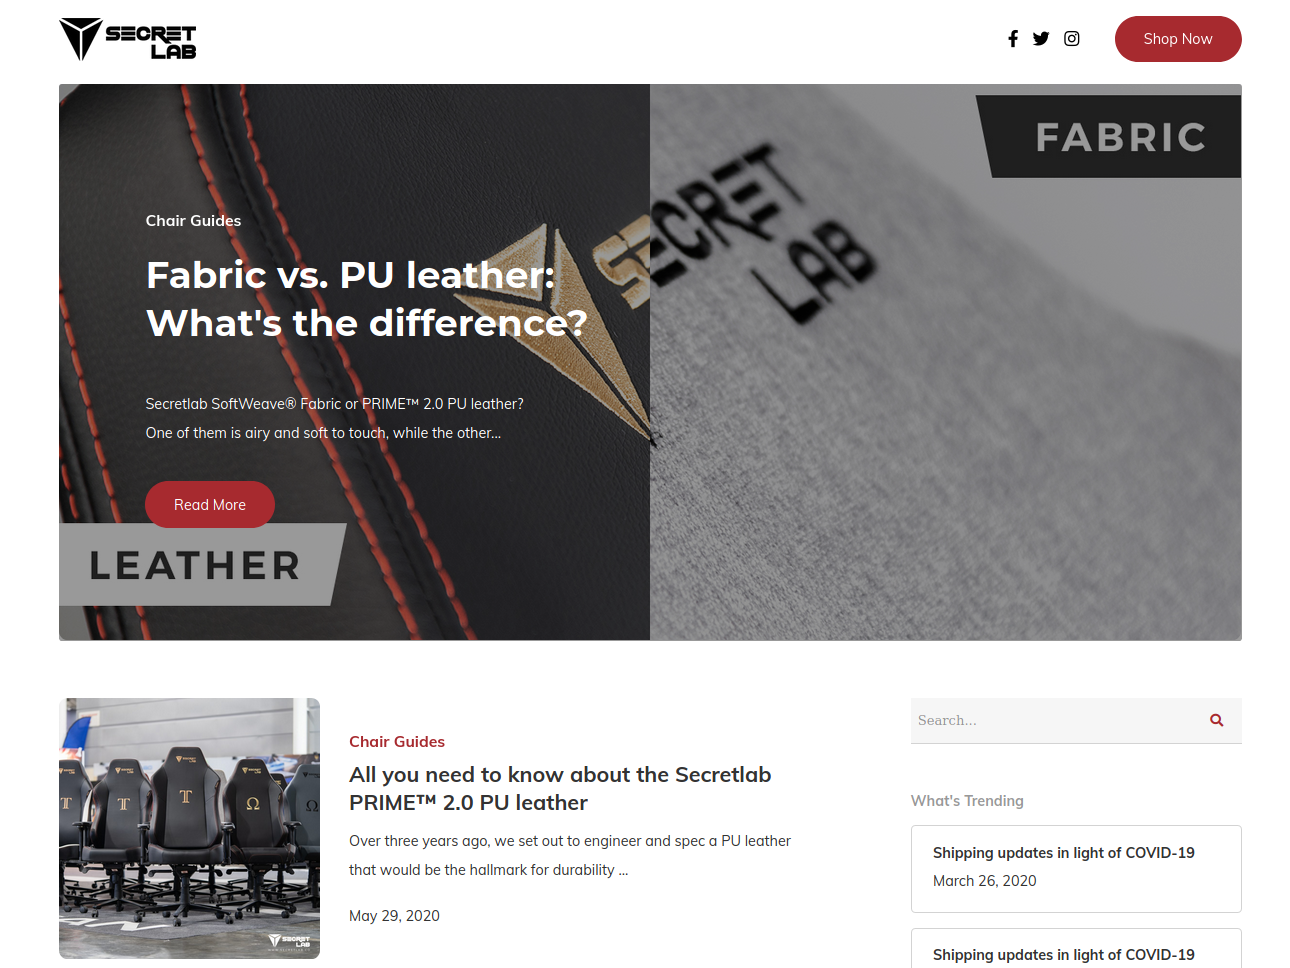 SECRET
LAB
Shop Now
FABRIC
SECRET
LAB
Chair Guides
Fabric vs. PU leather:
What's the difference?
Secretlab SoftWeave® Fabric or PRIME™ 2.0 PU leather?
One of them is airy and soft to touch, while the other...
Read More
LEATHER
Search...
Chair Guides
All you need to know about the Secretlab
PRIME™ 2.0 PU leather
Over three years ago, we set out to engineer and spec a PU leather
that would be the hallmark for durability ...
May 29, 2020
SECRET
LAB
What's Trending
Shipping updates in light of COVID-19
March 26, 2020
Shipping updates in light of COVID-19